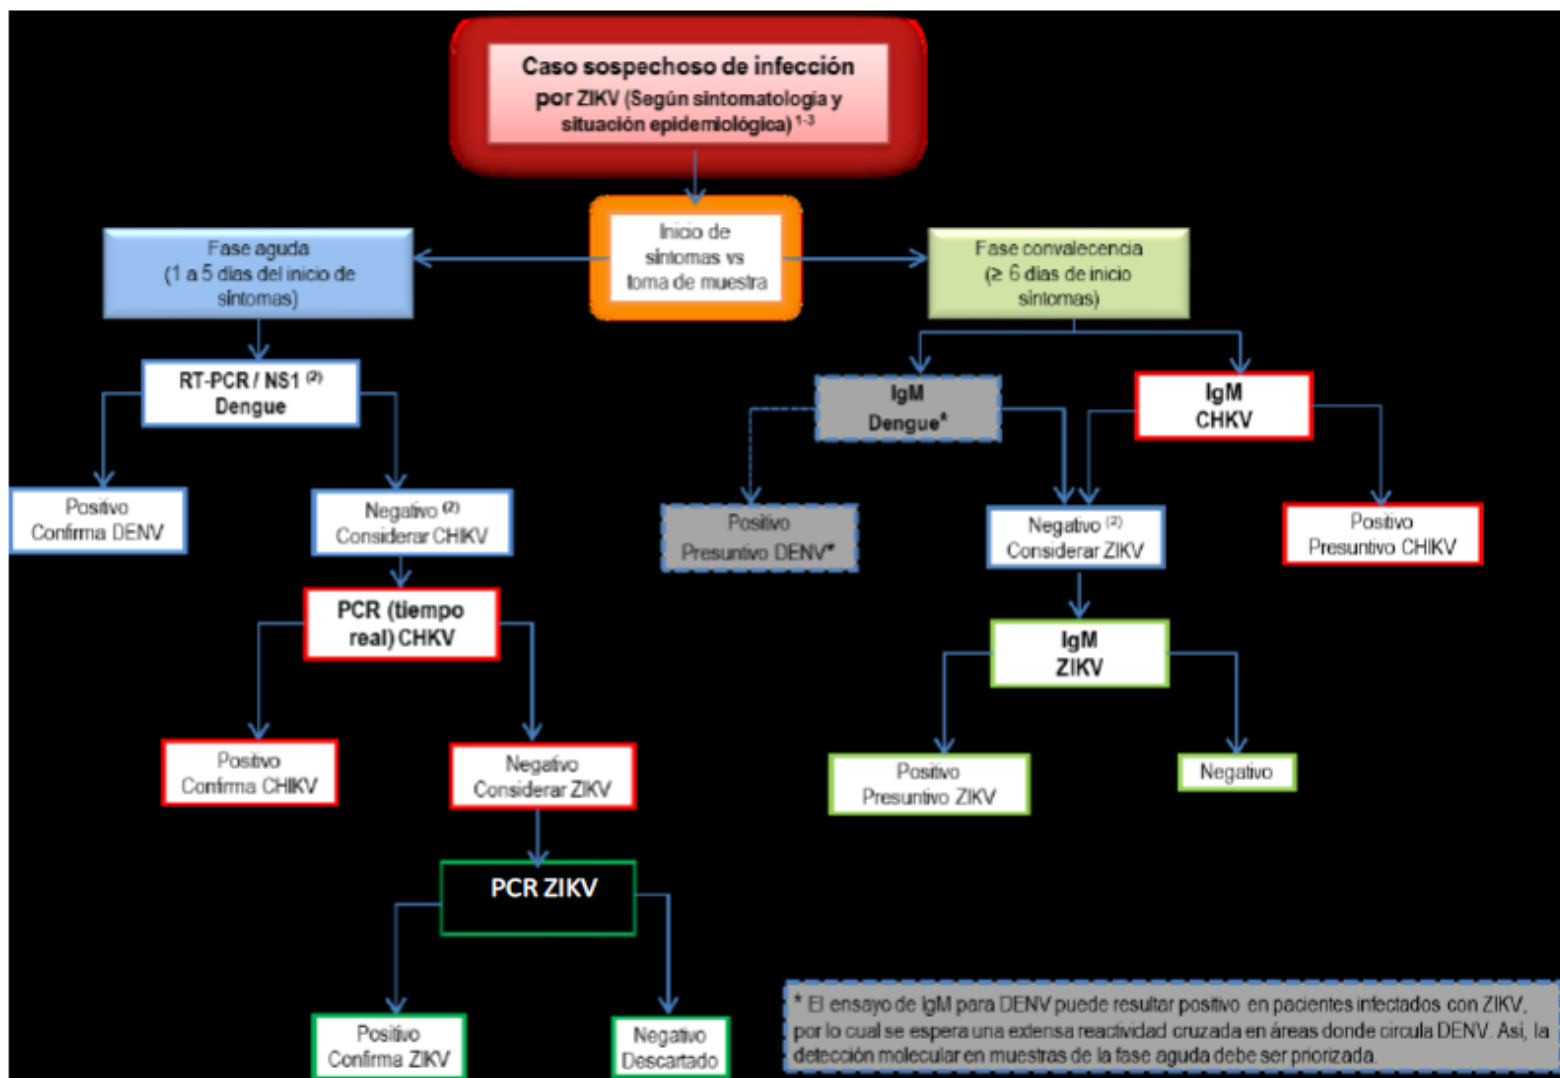 Caso sospechoso de infección
por ZIKV (Según sintomatología y
situación epidemiológica) 1-3
Inicio de
síntomas vs
toma de muestra
Fase aguda
(1 a 5 días del inicio de
síntomas)
Fase convalecencia
(≥ 6 días de inicio
síntomas)
RT-PCR / NS1 (2)
Dengue
IgM
Dengue*
IgM
CHKV
Positivo
Confirma DENV
Negativo (2)
Considerar CHIKV
Positivo
Presuntivo DENV*
Negativo (2)
Considerar ZIKV
Positivo
Presuntivo CHIKV
PCR (tiempo
real) CHKV
IgM
ZIKV
Positivo
Confirma CHIKV
Negativo
Considerar ZIKV
Positivo
Presuntivo ZIKV
Negativo
PCR ZIKV
Positivo
Confirma ZIKV
Negativo
Descartado
* El ensayo de IgM para DENV puede resultar positivo en pacientes infectados con ZIKV,
por lo cual se espera una extensa reactividad cruzada en áreas donde circula DENV. Así, la
detección molecular en muestras de la fase aguda debe ser priorizada.